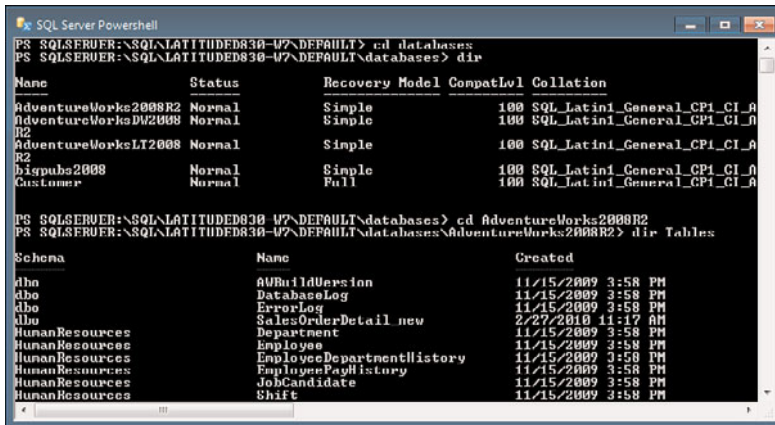 SQL Server Powershell
PS SQLSERVER:\SQL\LATITUDED830-W7\DEFAULT> cd databases
PS SQLSERVER:\SQL\LATITUDED830-W7\DEFAULT\databases> dir
Name Status Recovery Model CompatLvl Collation
AdventureWorks2008R2 Normal Simple 100 SQL_Latin1_General_CP1_CI_A
AdventureWorksDW2008 Normal Simple 100 SQL_Latin1_General_CP1_CI_A
R2
AdventureWorksLT2008 Normal Simple 100 SQL_Latin1_General_CP1_CI_A
R2
bigpubs2008 Normal Simple 100 SQL_Latin1_General_CP1_CI_A
Customer Normal Full 100 SQL_Latin1_General_CP1_CI_A
PS SQLSERVER:\SQL\LATITUDED830-W7\DEFAULT\databases> cd AdventureWorks2008R2
PS SQLSERVER:\SQL\LATITUDED830-W7\DEFAULT\databases\AdventureWorks2008R2> dir Tables
Schema Name Created
dbo AWBuildVersion 11/15/2009 3:58 PM
dbo DatabaseLog 11/15/2009 3:58 PM
dbo ErrorLog 11/15/2009 3:58 PM
dbo SalesOrderDetail_new 2/27/2010 11:17 AM
HumanResources Department 11/15/2009 3:58 PM
HumanResources Employee 11/15/2009 3:58 PM
HumanResources EmployeeDepartmentHistory 11/15/2009 3:58 PM
HumanResources EmployeePayHistory 11/15/2009 3:58 PM
HumanResources JobCandidate 11/15/2009 3:58 PM
HumanResources Shift 11/15/2009 3:58 PM